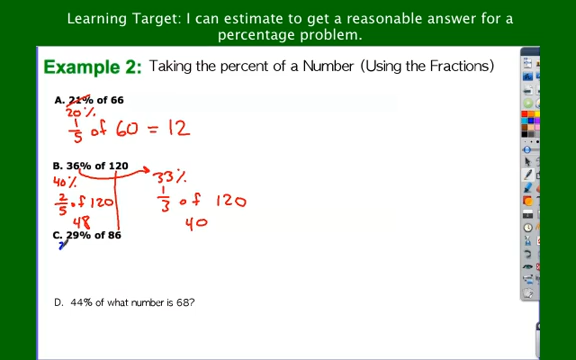 Learning Target: I can estimate to get a reasonable answer for a
percentage problem.
Example 2: Taking the percent of a Number (Using the Fractions)
A. 21% of 66
20%
1/5 of 60 = 12
B. 36% of 120
40% 33%
2/5 of 120 1/3 of 120
48 40
C. 29% of 86
D. 44% of what number is 68?